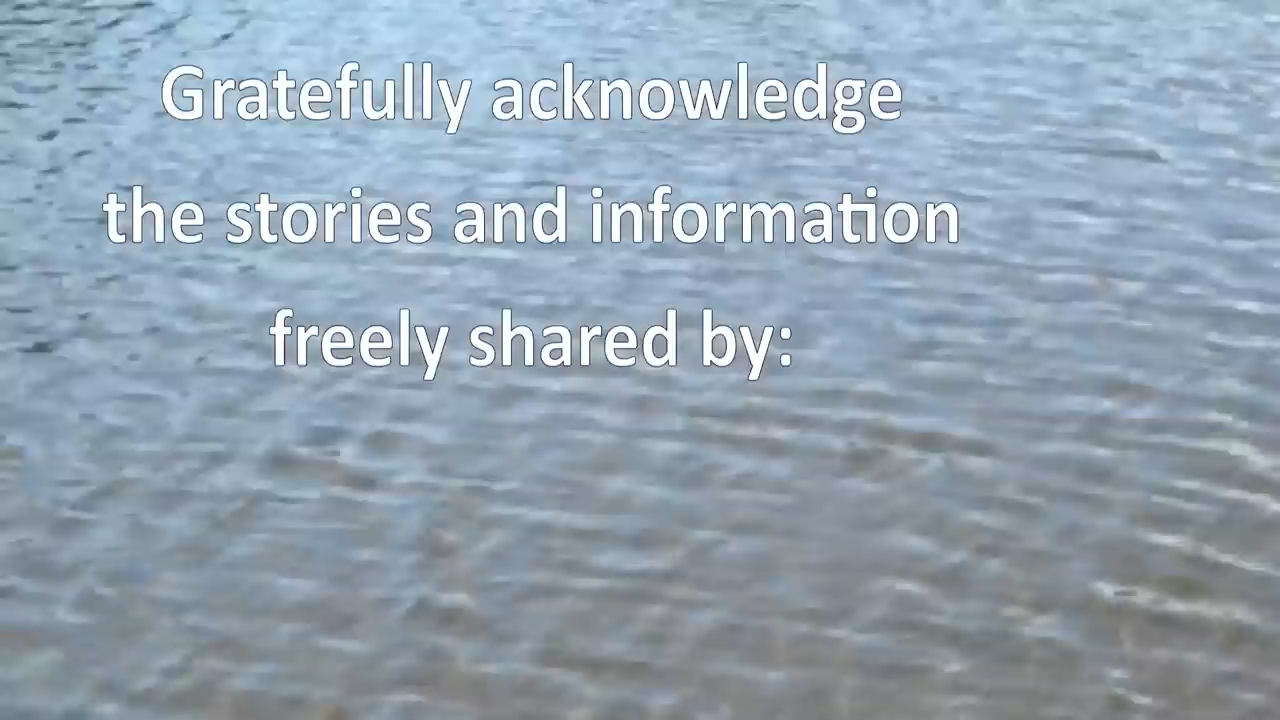 Gratefully acknowledge
the stories and information
freely shared by: